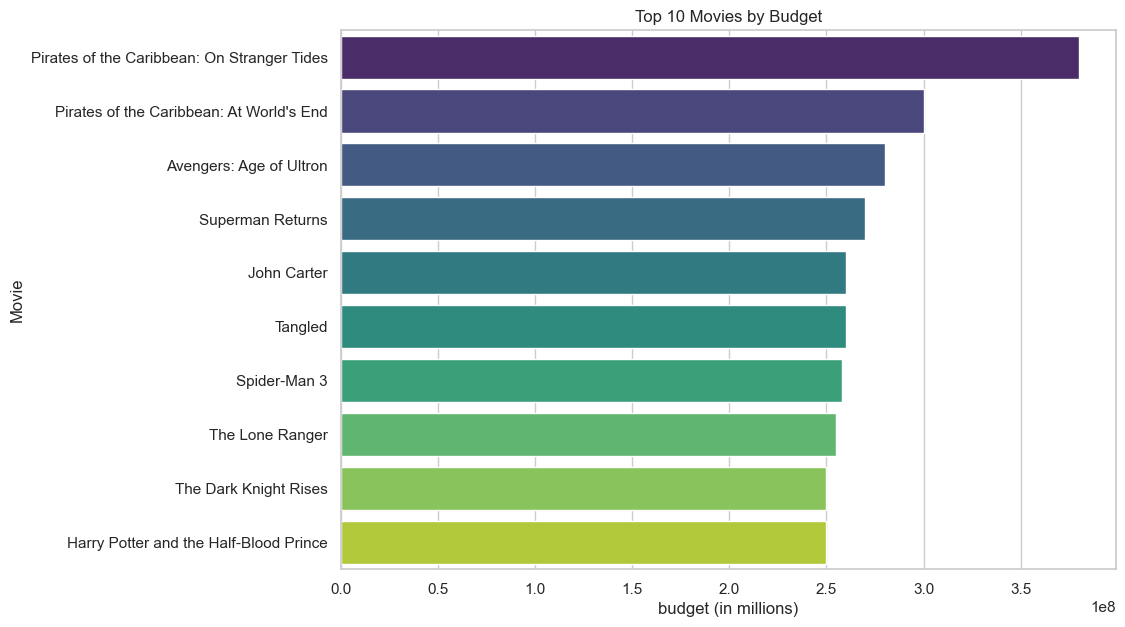 Top 10 Movies by Budget
Movie
Pirates of the Caribbean: On Stranger Tides
Pirates of the Caribbean: At World's End
Avengers: Age of Ultron
Superman Returns
John Carter
Tangled
Spider-Man 3
The Lone Ranger
The Dark Knight Rises
Harry Potter and the Half-Blood Prince
0.0 0.5 1.0 1.5 2.0 2.5 3.0 3.5
1e8
budget (in millions)